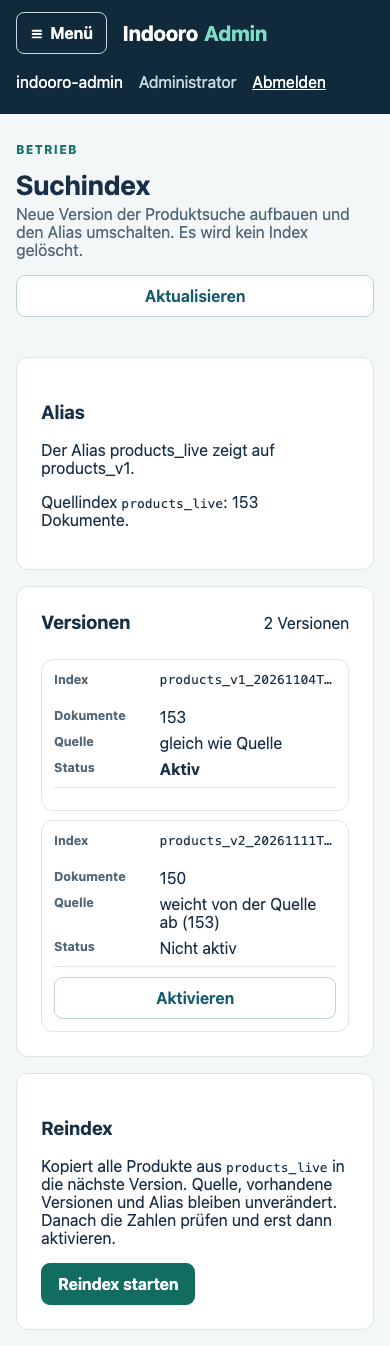 ≡ Menü Indooro Admin
indooro-admin Administrator Abmelden
BETRIEB
Suchindex
Neue Version der Produktsuche aufbauen und
den Alias umschalten. Es wird kein Index
gelöscht.
Aktualisieren
Alias
Der Alias products_live zeigt auf
products_v1.
Quellindex products_live: 153
Dokumente.
Versionen 2 Versionen
Index products_v1_20261104T…
Dokumente 153
Quelle gleich wie Quelle
Status Aktiv
Index products_v2_20261111T…
Dokumente 150
Quelle weicht von der Quelle
ab (153)
Status Nicht aktiv
Aktivieren
Reindex
Kopiert alle Produkte aus products_live in
die nächste Version. Quelle, vorhandene
Versionen und Alias bleiben unverändert.
Danach die Zahlen prüfen und erst dann
aktivieren.
Reindex starten